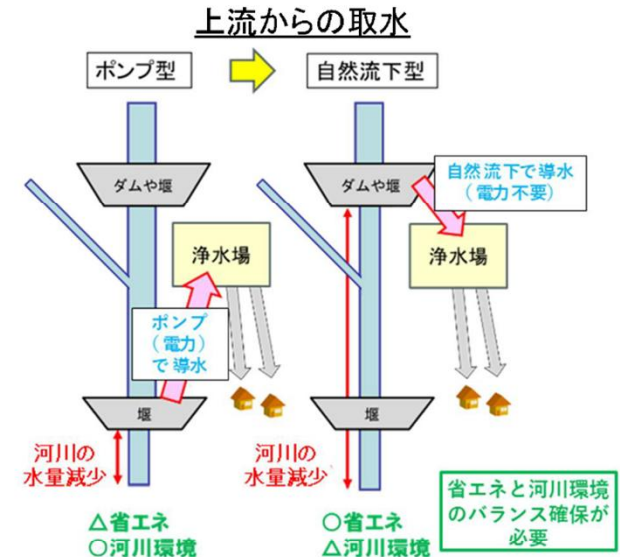 上流からの取水
ポンプ型
自然流下型
ダムや堰
浄水場
ポンプ
（電力）
で導水
堰
河川の
水量減少
△省エネ
○河川環境
ダムや堰
自然流下で導水
（電力不要）
浄水場
堰
河川の
水量減少
○省エネ
△河川環境
省エネと河川環境
のバランス確保が
必要